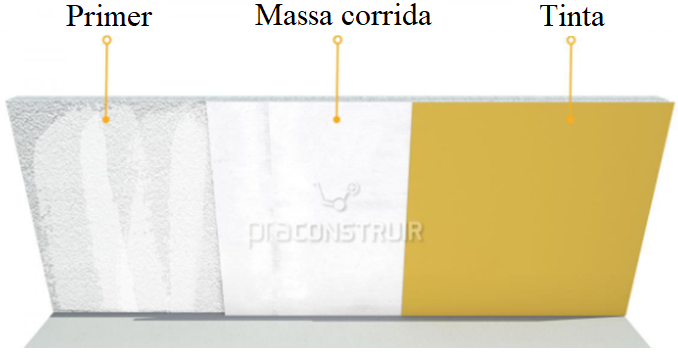 Primer
Massa corrida
Tinta
praCONSTRUIR